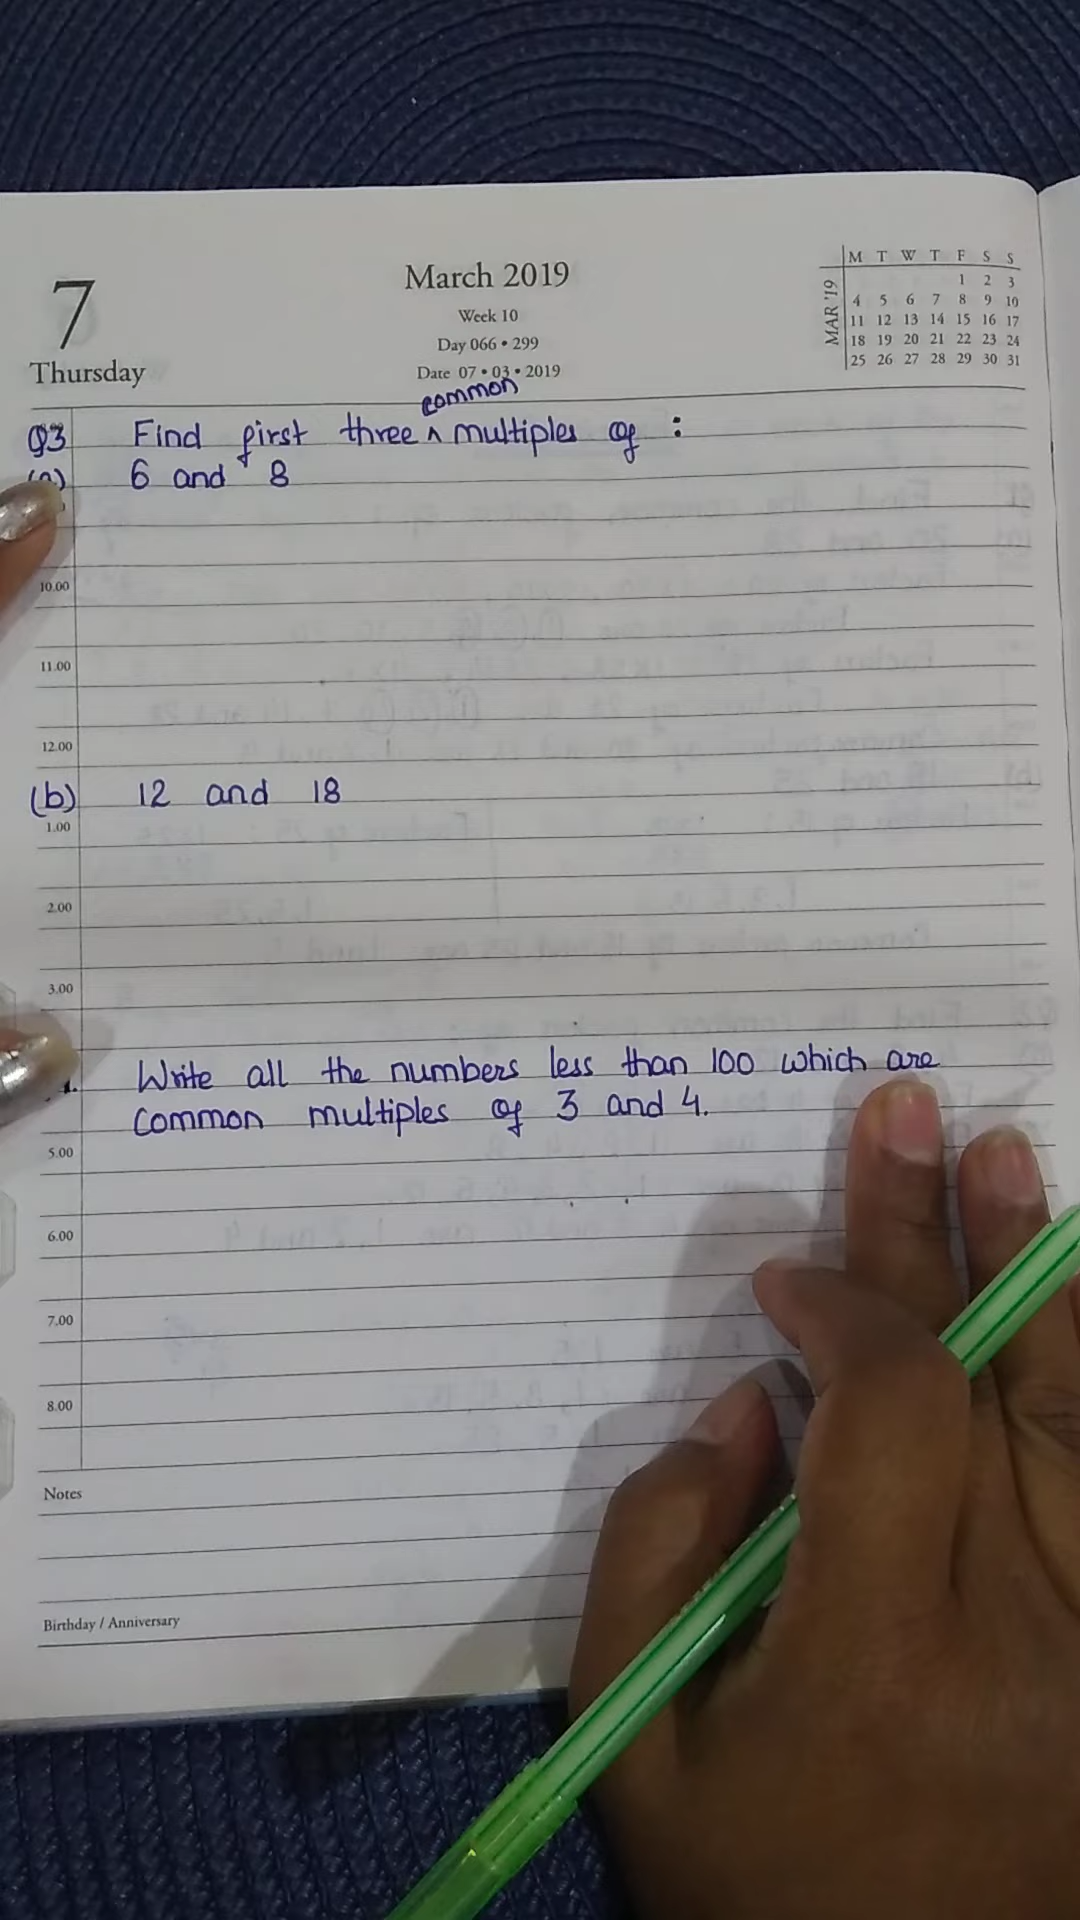 7
Thursday
March 2019
Week 10
Day 066 • 299
Date 07 • 03 • 2019
MAR '19
M T W T F S S
1 2 3
4 5 6 7 8 9 10
11 12 13 14 15 16 17
18 19 20 21 22 23 24
25 26 27 28 29 30 31
common
Q3 Find first three ^ multiples of :
(a) 6 and 8
10.00
11.00
12.00
(b) 12 and 18
1.00
2.00
3.00
Write all the numbers less than 100 which are
common multiples of 3 and 4.
5.00
6.00
7.00
8.00
Notes
Birthday / Anniversary